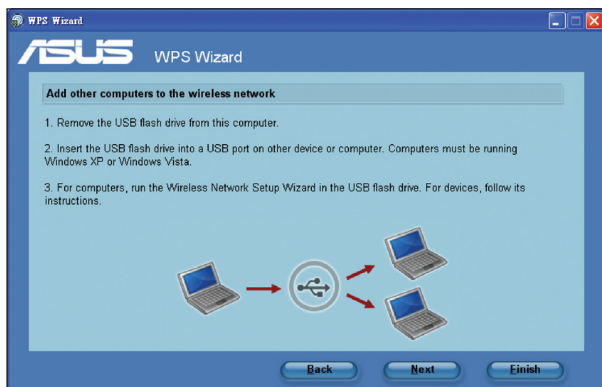 WPS Wizard
ASUS WPS Wizard
Add other computers to the wireless network
1. Remove the USB flash drive from this computer.
2. Insert the USB flash drive into a USB port on other device or computer. Computers must be running
Windows XP or Windows Vista.
3. For computers, run the Wireless Network Setup Wizard in the USB flash drive. For devices, follow its
instructions.
Back Next Finish